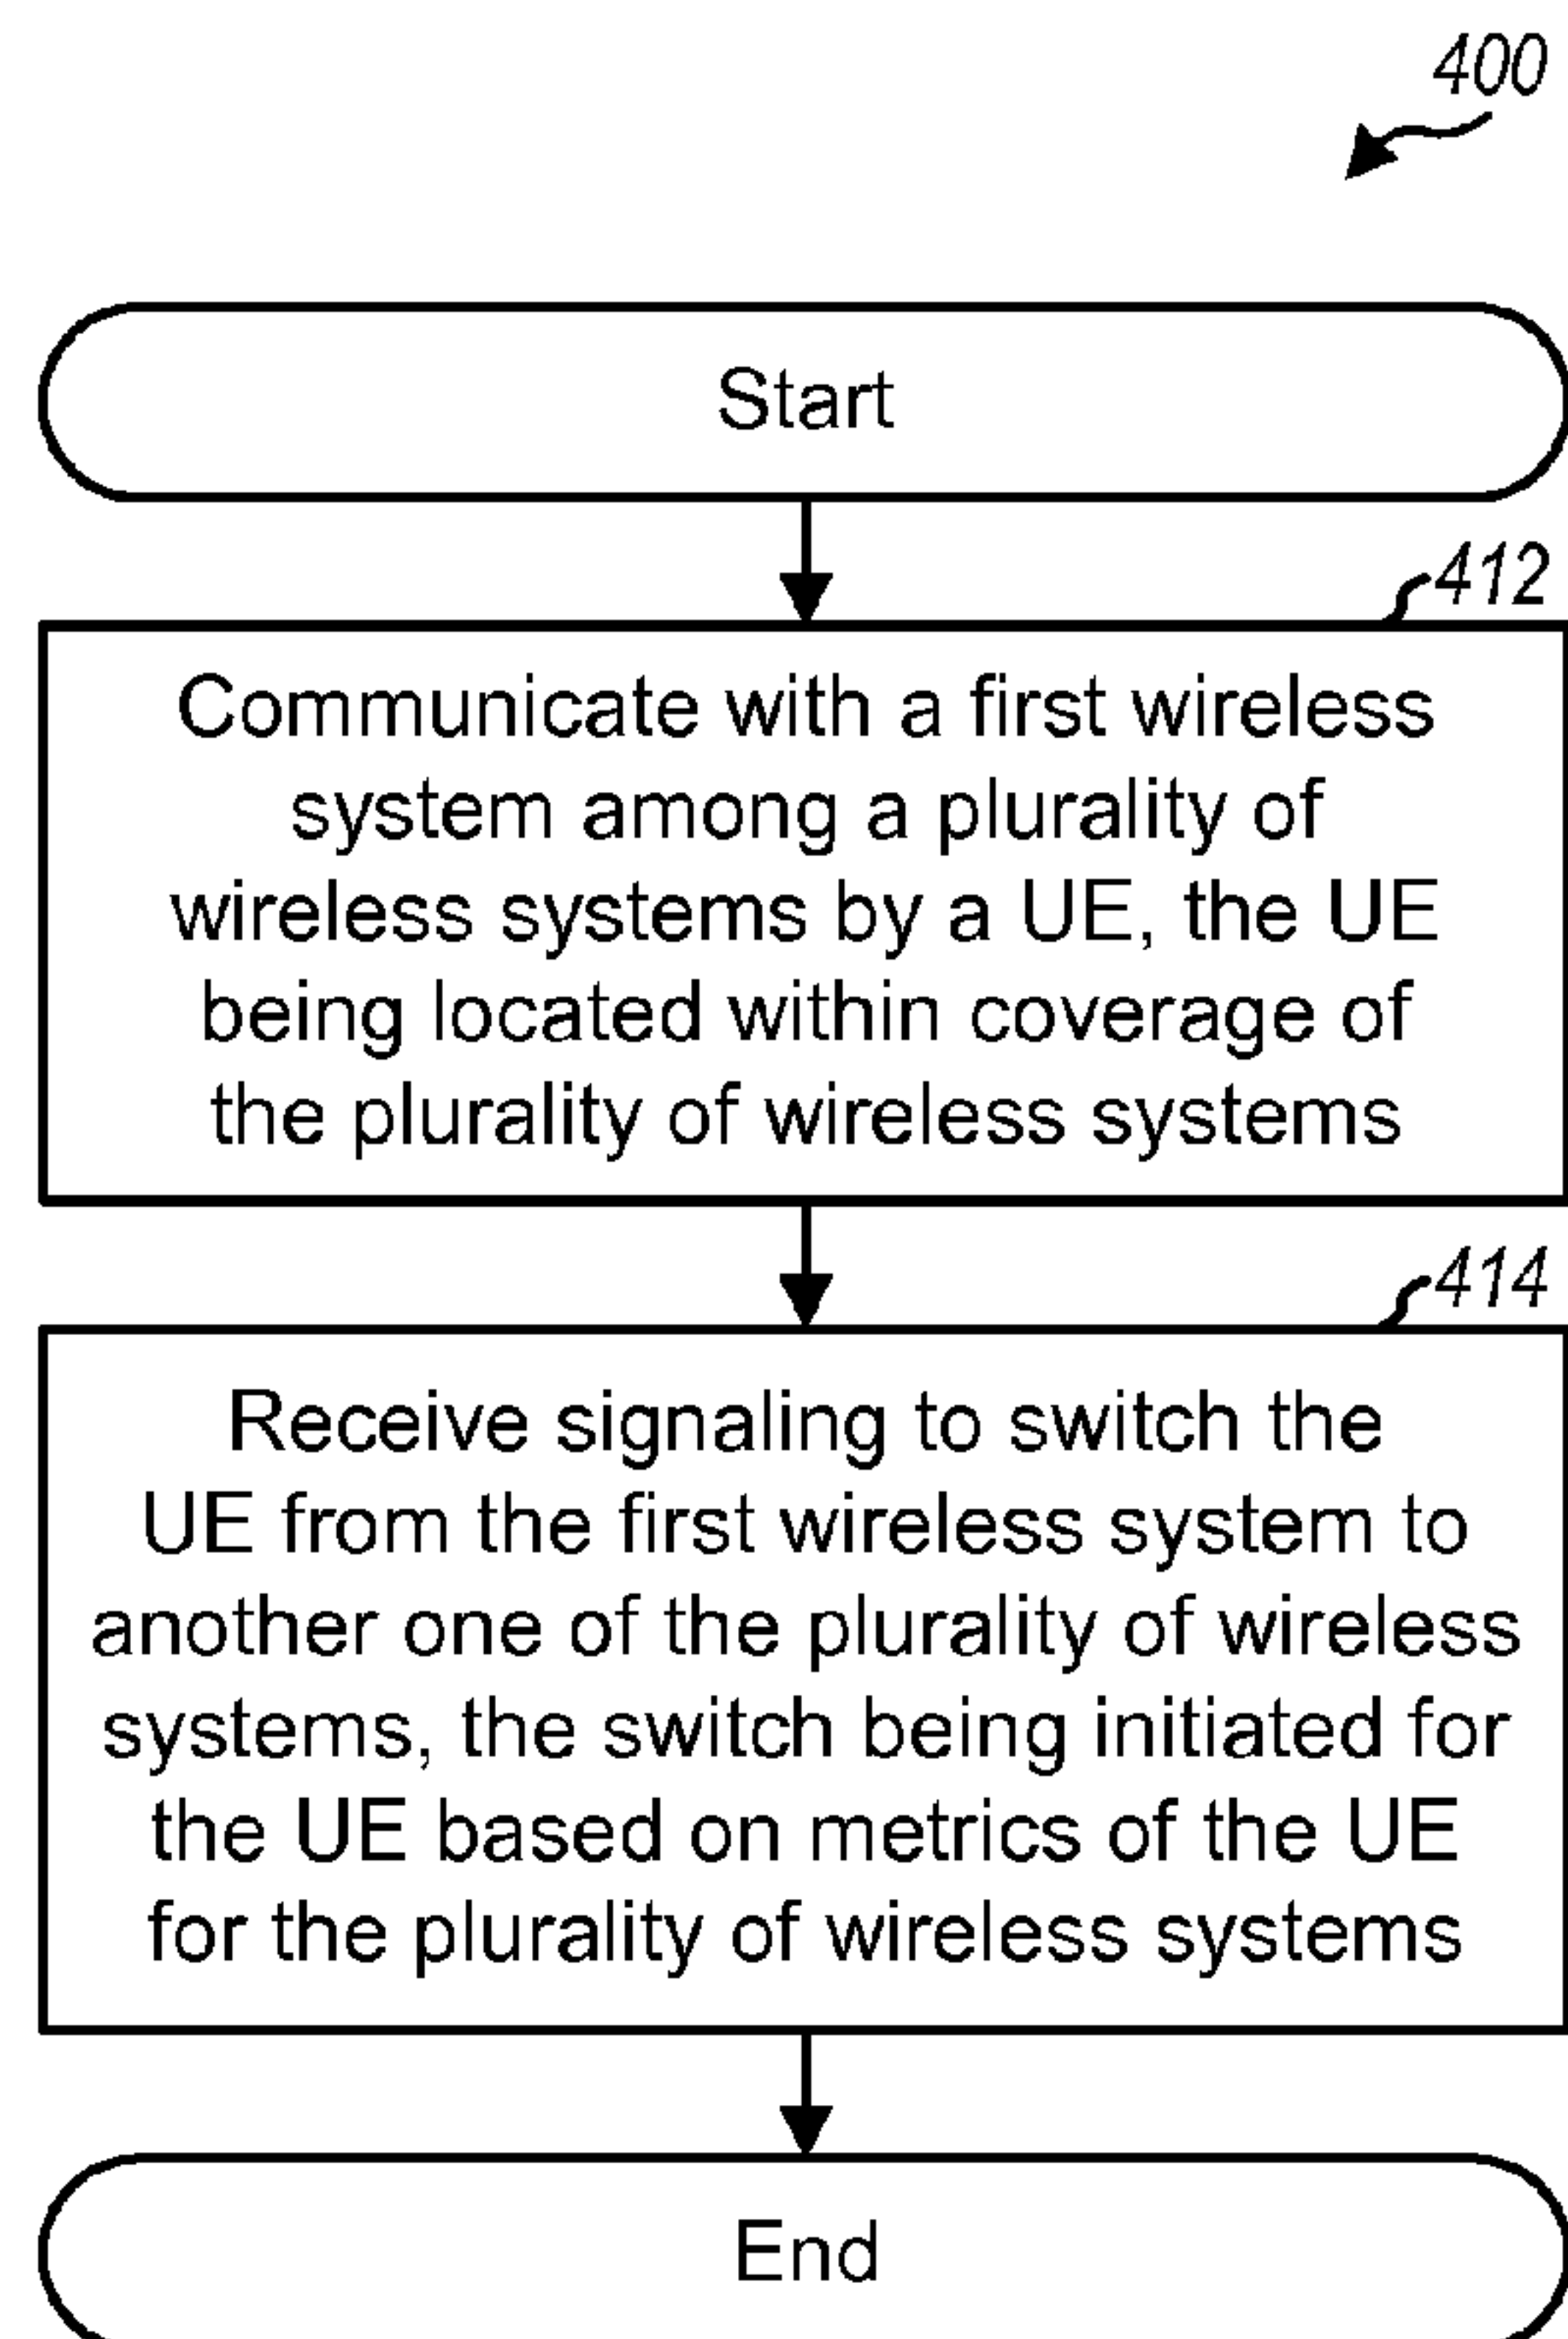 400
Start
412
Communicate with a first wireless
system among a plurality of
wireless systems by a UE, the UE
being located within coverage of
the plurality of wireless systems
414
Receive signaling to switch the
UE from the first wireless system to
another one of the plurality of wireless
systems, the switch being initiated for
the UE based on metrics of the UE
for the plurality of wireless systems
End